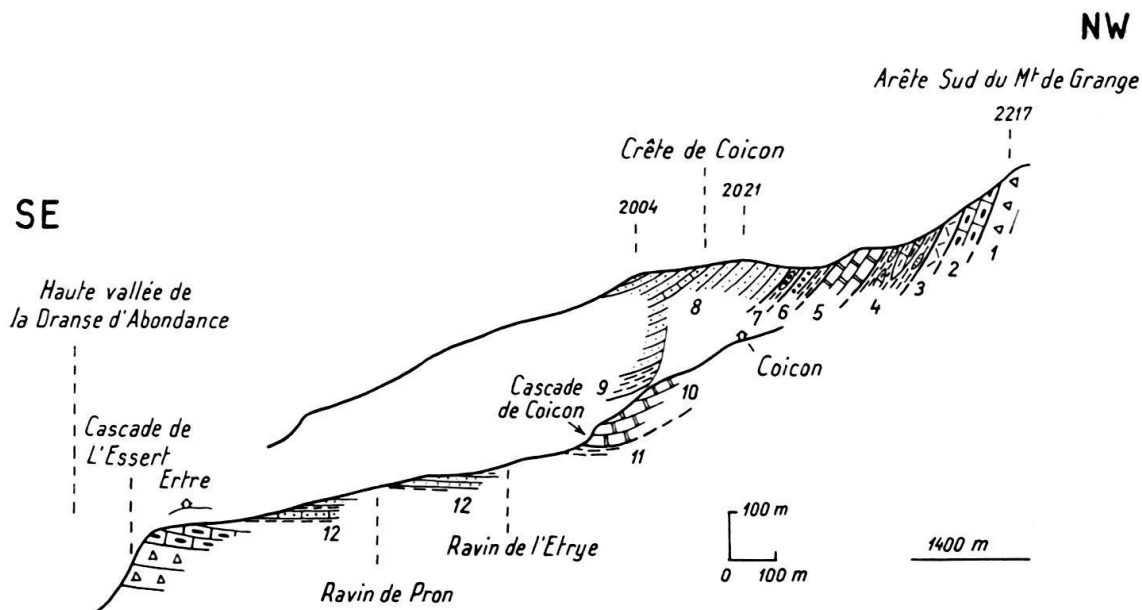 NW
Arête Sud du Mt de Grange
2217
Crête de Coicon
2021
2004
SE
Haute vallée de
la Dranse d'Abondance
1
2
3
4
5
6
7
8
Coicon
9
10
Cascade
de Coicon
11
Cascade de
L'Essert
Ertre
12
12
Ravin de l'Etrye
Ravin de Pron
100 m
0 100 m
1400 m